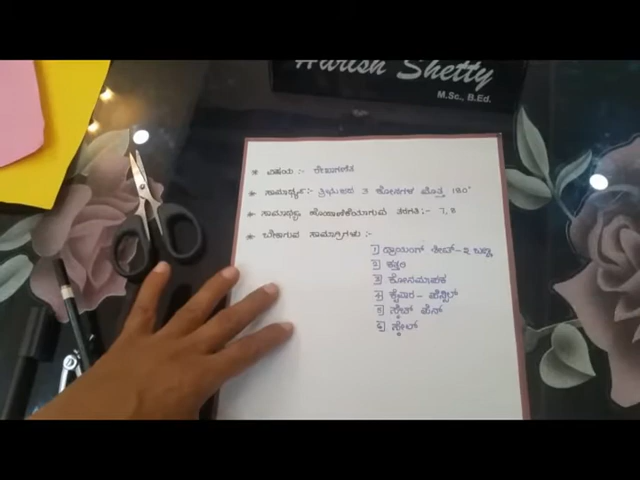 Harish Shetty
M.Sc., B.Ed.
* ವಿಷಯ :- ರೇಖಾಗಣಿತ
* ಸಾಮರ್ಥ್ಯ :- ತ್ರಿಭುಜದ 3 ಕೋನಗಳ ಮೊತ್ತ 180°
* ಸಾಮರ್ಥ್ಯ ಹೊಂದಾಣಿಕೆಯಾಗುವ ತರಗತಿ :- 7, 8
* ಬೇಕಾಗುವ ಸಾಮಗ್ರಿಗಳು :-
1] ಡ್ರಾಯಿಂಗ್ ಶೀಟ್ - 2 ಬಣ್ಣ
2] ಕತ್ತರಿ
3] ಕೋನಮಾಪಕ
4] ಕೈವಾರ - ಪೆನ್ಸಿಲ್
5] ಸ್ಕೆಚ್ ಪೆನ್
6] ಸ್ಕೇಲ್